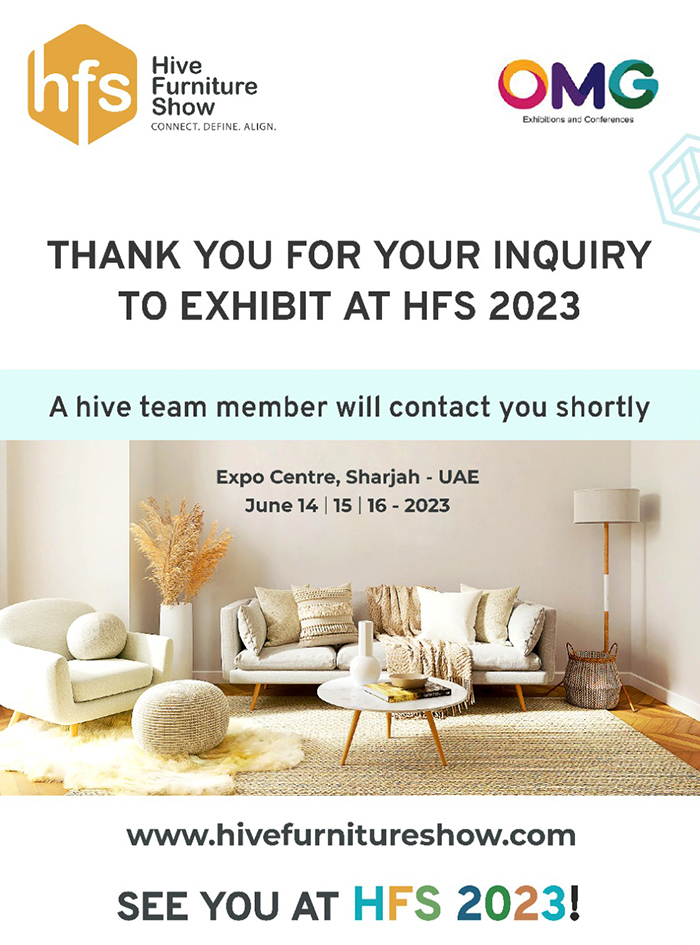 hfs
Hive
Furniture
Show
CONNECT. DEFINE. ALIGN.
OMG
Exhibitions and Conferences
THANK YOU FOR YOUR INQUIRY
TO EXHIBIT AT HFS 2023
A hive team member will contact you shortly
Expo Centre, Sharjah - UAE
June 14 | 15 | 16 - 2023
www.hivefurnitureshow.com
SEE YOU AT HFS 2023!